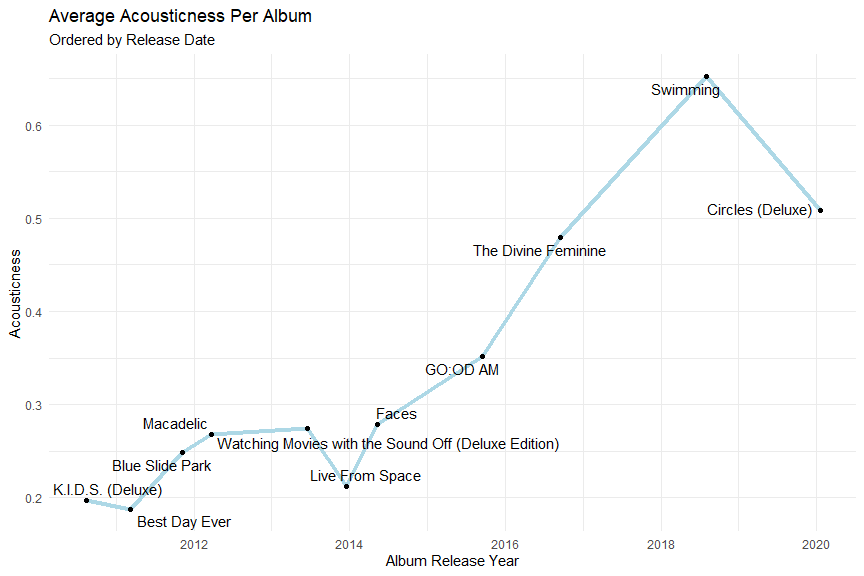 Average Acousticness Per Album
Ordered by Release Date
Acousticness
0.6
0.5
0.4
0.3
0.2
Swimming
Circles (Deluxe)
The Divine Feminine
GO:OD AM
Faces
Macadelic
Watching Movies with the Sound Off (Deluxe Edition)
Blue Slide Park
Live From Space
K.I.D.S. (Deluxe)
Best Day Ever
2012
2014
2016
2018
2020
Album Release Year